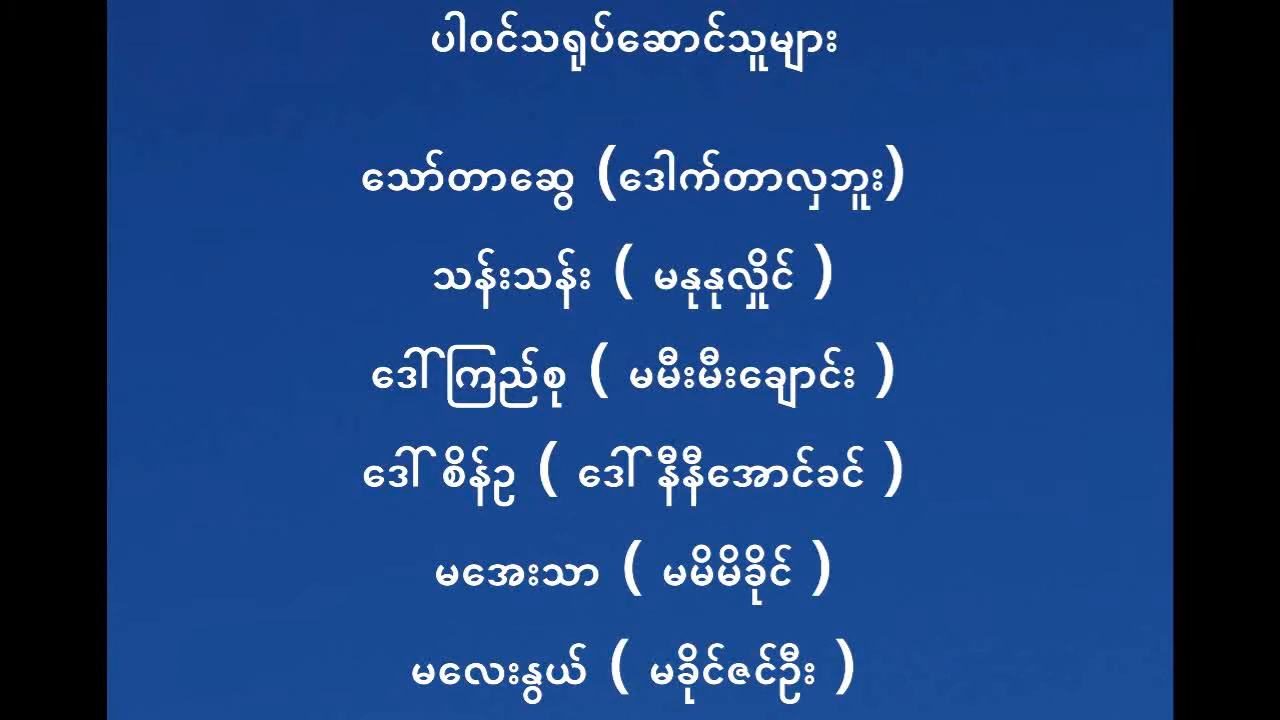 ပါဝင်သရုပ်ဆောင်သူများ
သော်တာဆွေ (ဒေါက်တာလှဘူး)
သန်းသန်း ( မနုနုလှိုင် )
ဒေါ်ကြည်စု ( မမီးမီးချောင်း )
ဒေါ်စိန်ဥ ( ဒေါ်နီနီအောင်ခင် )
မအေးသာ ( မမိမိခိုင် )
မလေးနွယ် ( မခိုင်ဇင်ဦး )